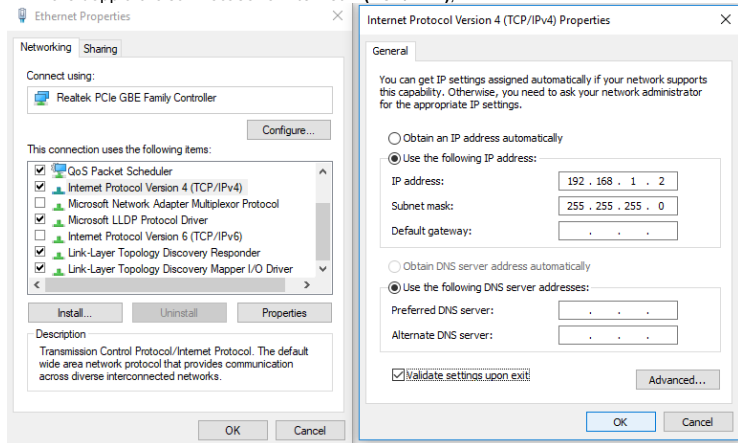 Ethernet Properties
Networking Sharing
Connect using:
Realtek PCIe GBE Family Controller
Configure...
This connection uses the following items:
QoS Packet Scheduler
Internet Protocol Version 4 (TCP/IPv4)
Microsoft Network Adapter Multiplexor Protocol
Microsoft LLDP Protocol Driver
Internet Protocol Version 6 (TCP/IPv6)
Link-Layer Topology Discovery Responder
Link-Layer Topology Discovery Mapper I/O Driver
Install... Uninstall Properties
Description
Transmission Control Protocol/Internet Protocol. The default
wide area network protocol that provides communication
across diverse interconnected networks.
OK Cancel
Internet Protocol Version 4 (TCP/IPv4) Properties
General
You can get IP settings assigned automatically if your network supports
this capability. Otherwise, you need to ask your network administrator
for the appropriate IP settings.
Obtain an IP address automatically
Use the following IP address:
IP address: 192 . 168 . 1 . 2
Subnet mask: 255 . 255 . 255 . 0
Default gateway: . . .
Obtain DNS server address automatically
Use the following DNS server addresses:
Preferred DNS server: . . .
Alternate DNS server: . . .
Validate settings upon exit
Advanced...
OK Cancel